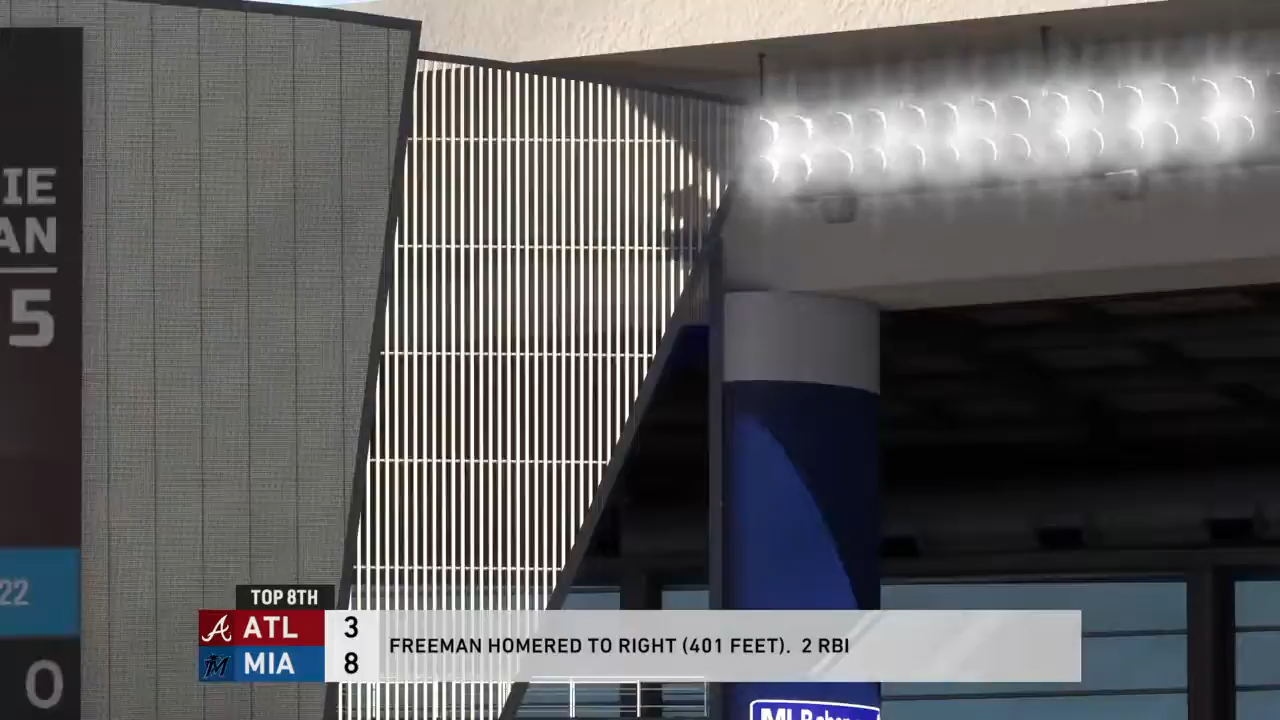 IE
AN
5
22
0
TOP 8TH
ATL 3
MIA 8
FREEMAN HOMERED TO RIGHT (401 FEET). 2 RBI